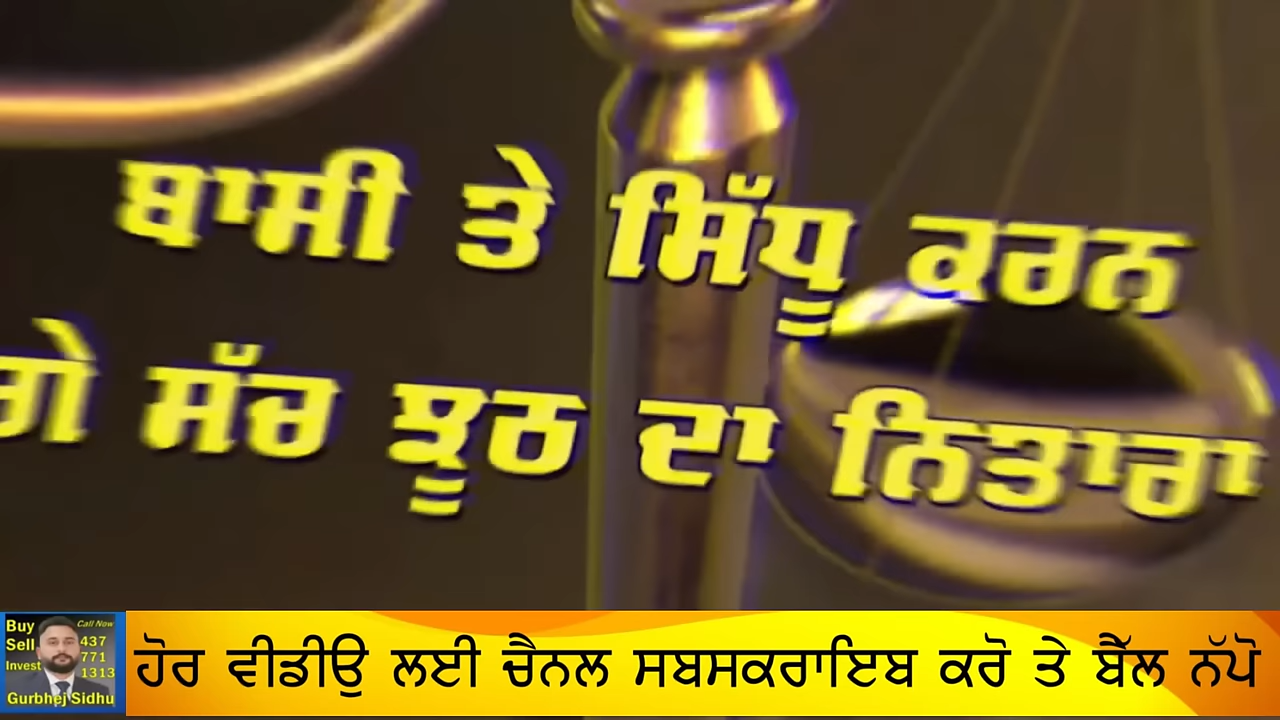 ਬਾਸੀ ਤੇ ਸਿੱਧੂ ਕਰਨ
ਗੇ ਸੱਚ ਝੂਠ ਦਾ ਨਿਤਾਰਾ
Buy
Sell
Invest
Call Now
437
771
1313
Gurbhej Sidhu
ਹੋਰ ਵੀਡੀਉ ਲਈ ਚੈਨਲ ਸਬਸਕਰਾਇਬ ਕਰੋ ਤੇ ਬੈੱਲ ਨੱਪੋ